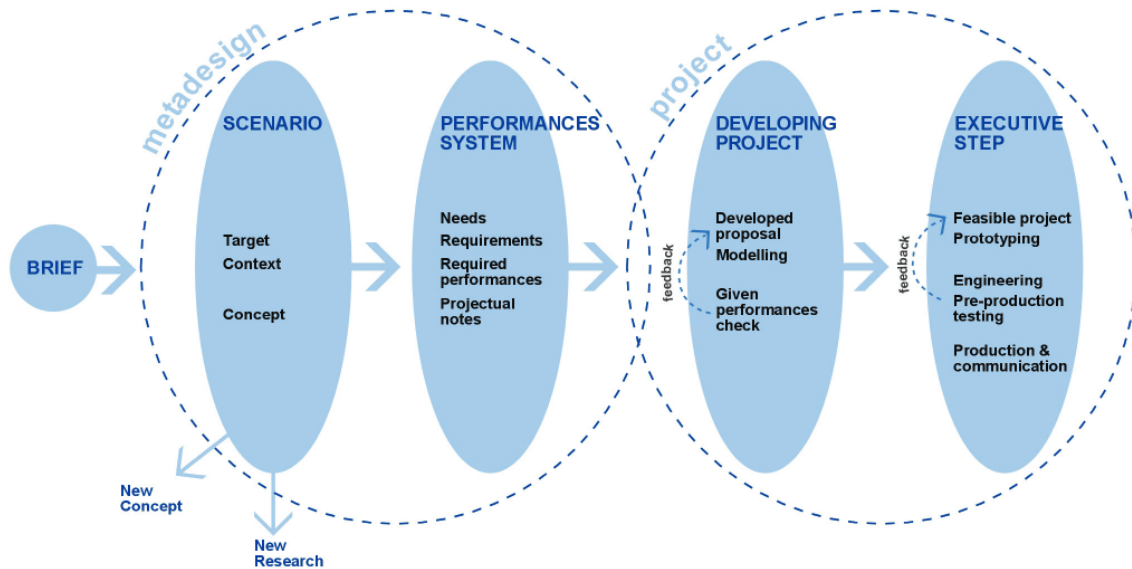 metadesign
project
BRIEF
SCENARIO
Target
Context
Concept
New
Concept
New
Research
PERFORMANCES
SYSTEM
Needs
Requirements
Required
performances
Projectual
notes
DEVELOPING
PROJECT
Developed
proposal
Modelling
Given
performances
check
feedback
EXECUTIVE
STEP
Feasible project
Prototyping
Engineering
Pre-production
testing
Production &
communication
feedback